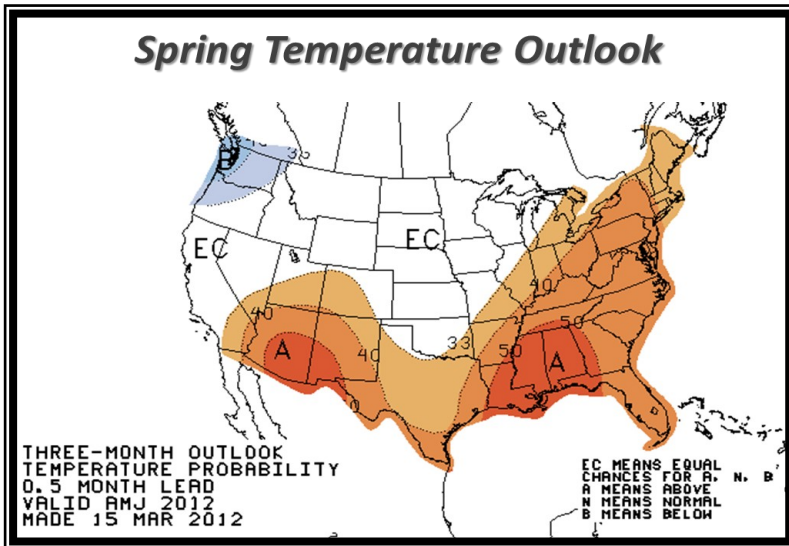 Spring Temperature Outlook
B
33
EC
EC
40
40
A
40
33
50
50
A
THREE-MONTH OUTLOOK
TEMPERATURE PROBABILITY
0.5 MONTH LEAD
VALID AMJ 2012
MADE 15 MAR 2012
EC MEANS EQUAL
CHANCES FOR A, N, B
A MEANS ABOVE
N MEANS NORMAL
B MEANS BELOW